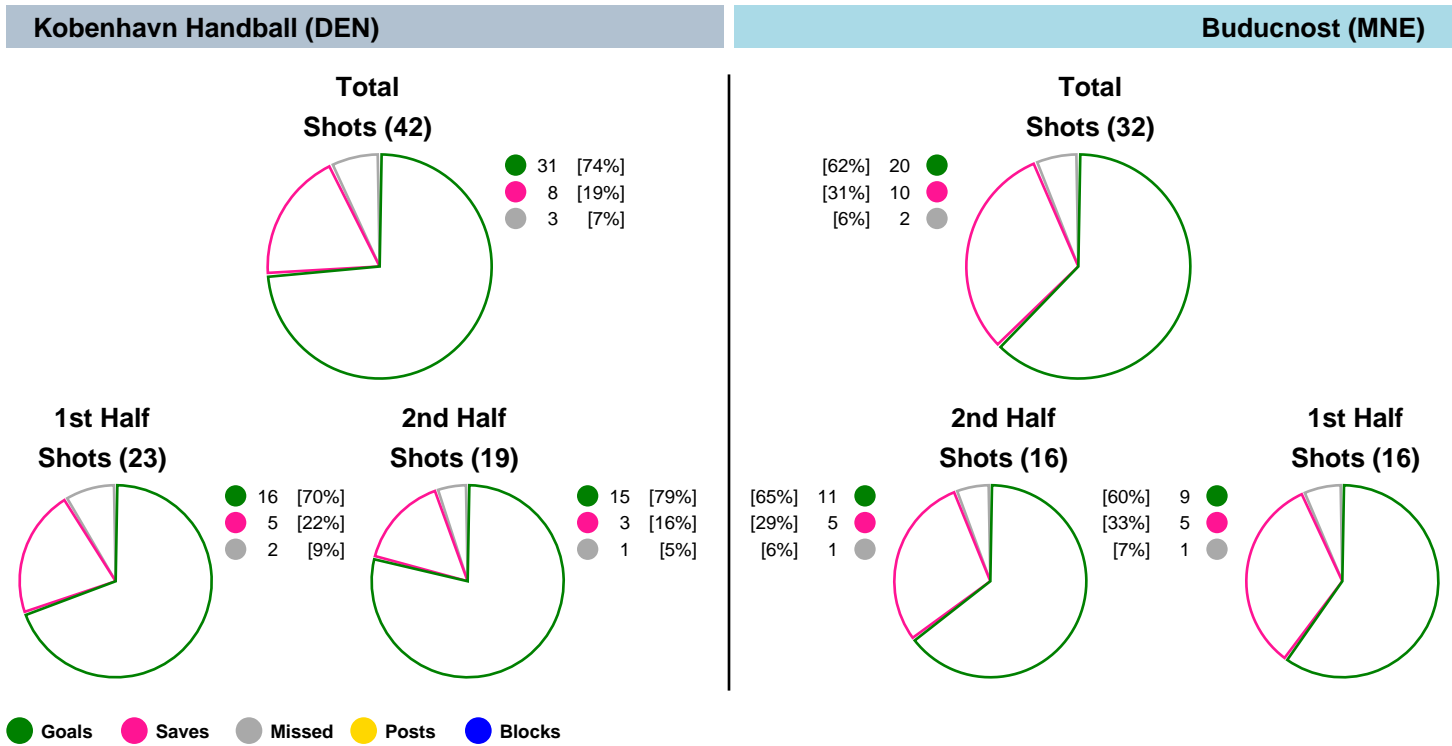 Kobenhavn Handball (DEN)
Buducnost (MNE)
Total
Shots (42)
31 [74%]
8 [19%]
3 [7%]
Total
Shots (32)
[62%] 20
[31%] 10
[6%] 2
1st Half
Shots (23)
16 [70%]
5 [22%]
2 [9%]
2nd Half
Shots (19)
15 [79%]
3 [16%]
1 [5%]
2nd Half
Shots (16)
[65%] 11
[29%] 5
[6%] 1
1st Half
Shots (16)
[60%] 9
[33%] 5
[7%] 1
Goals Saves Missed Posts Blocks